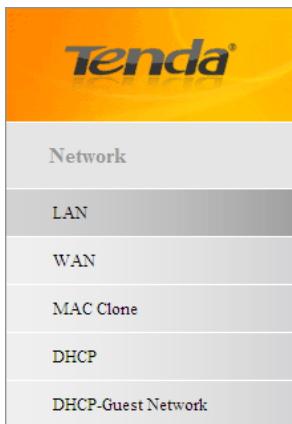 Tenda®
Network
LAN
WAN
MAC Clone
DHCP
DHCP-Guest Network